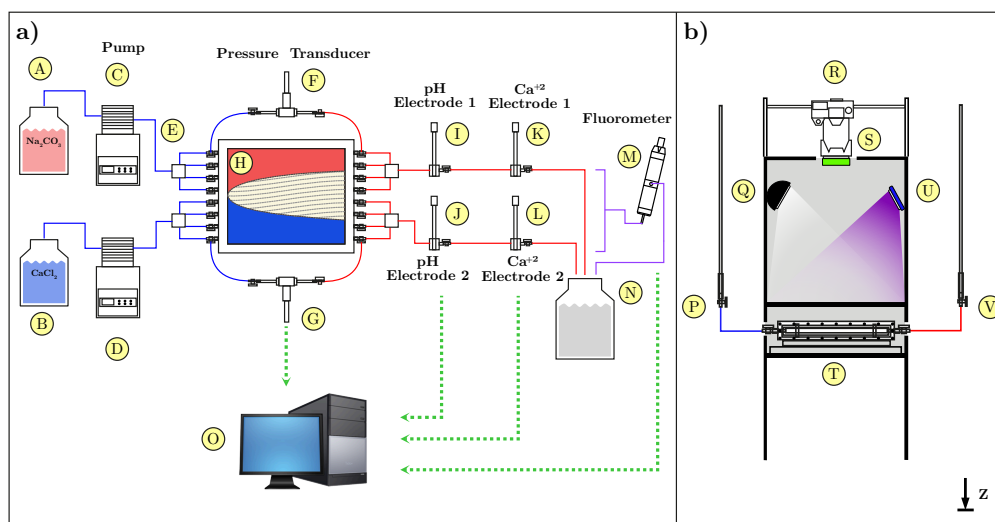 a)
b)
A
Pump
C
Pressure Transducer
F
pH
Electrode 1
Ca+2
Electrode 1
Fluorometer
R
E
I
K
M
S
Na2CO3
H
Q
U
J
L
CaCl2
pH
Electrode 2
Ca+2
Electrode 2
N
P
V
B
D
G
T
O
z